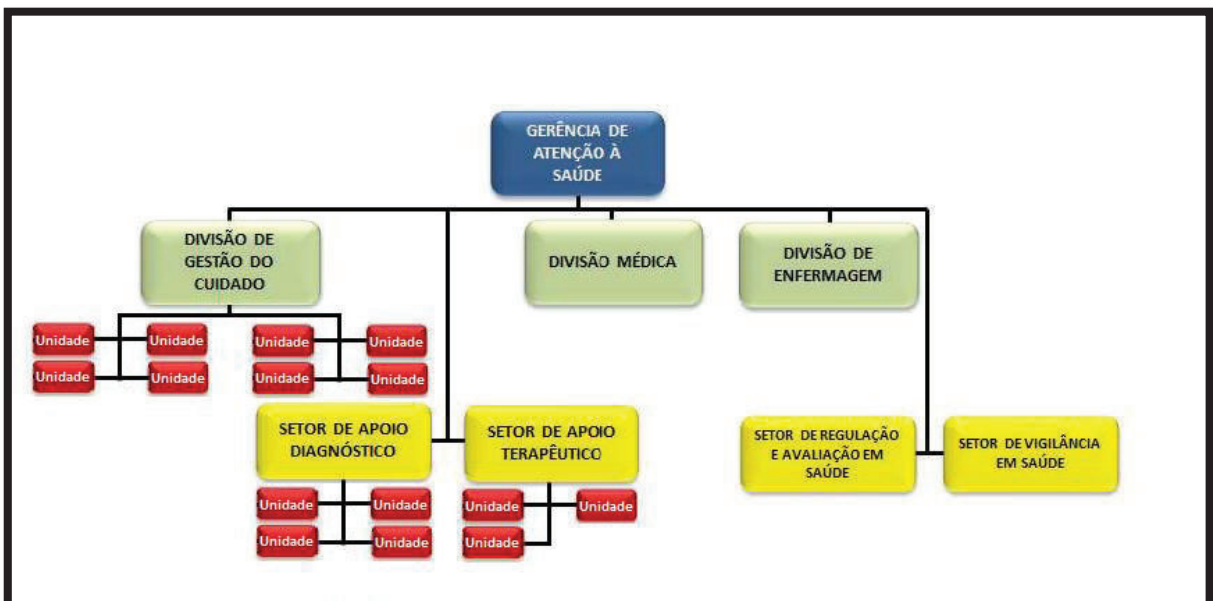 GERÊNCIA DE
ATENÇÃO À
SAÚDE
DIVISÃO DE
GESTÃO DO
CUIDADO
DIVISÃO MÉDICA
DIVISÃO DE
ENFERMAGEM
Unidade
Unidade
Unidade
Unidade
Unidade
Unidade
Unidade
Unidade
SETOR DE APOIO
DIAGNÓSTICO
SETOR DE APOIO
TERAPÊUTICO
SETOR DE REGULAÇÃO
E AVALIAÇÃO EM
SAÚDE
SETOR DE VIGILÂNCIA
EM SAÚDE
Unidade
Unidade
Unidade
Unidade
Unidade
Unidade
Unidade